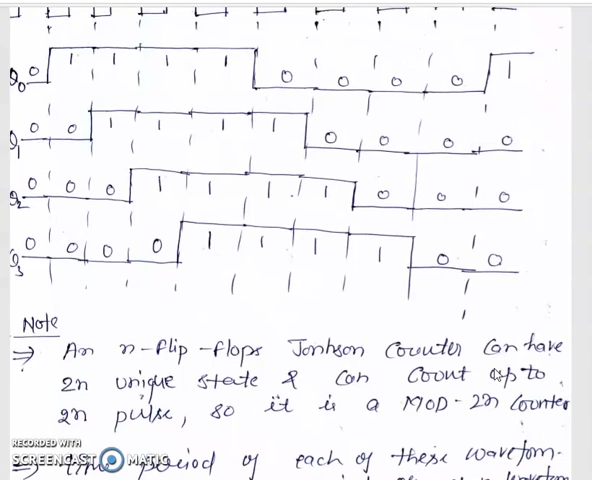 Q0 0 1 1 1 1 0 0 0 0 1
Q1 0 0 1 1 1 1 0 0 0 0
Q2 0 0 0 1 1 1 1 0 0 0
Q3 0 0 0 0 1 1 1 1 0 0
Note
⇒ An n-flip-flops Jonhson Counter Can have
2n unique state & can Count up to
2n pulse, so it is a MOD-2n Counter
RECORDED WITH
SCREENCAST MATIC
⇒ period of each of these wavefom.